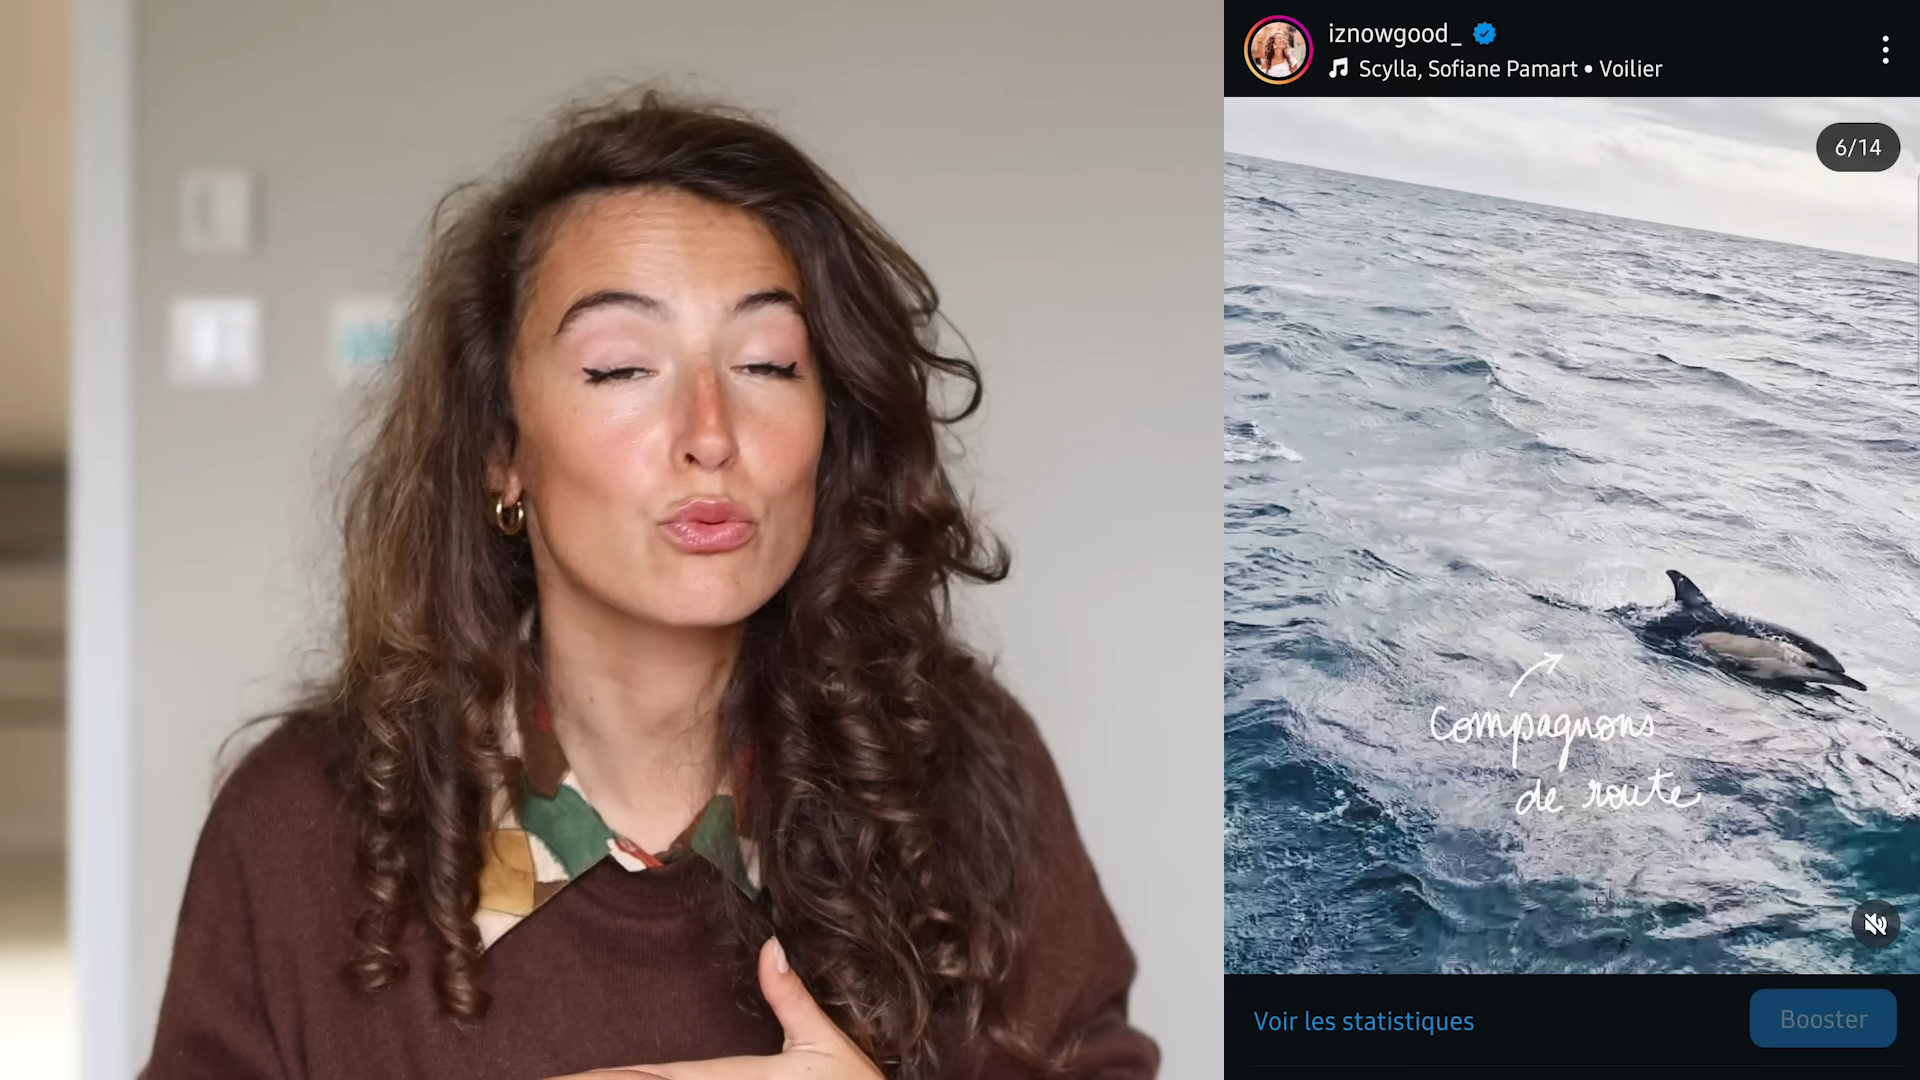 iznowgood_
Scylla, Sofiane Pamart • Voilier
6/14
Compagnons
de route
Voir les statistiques
Booster